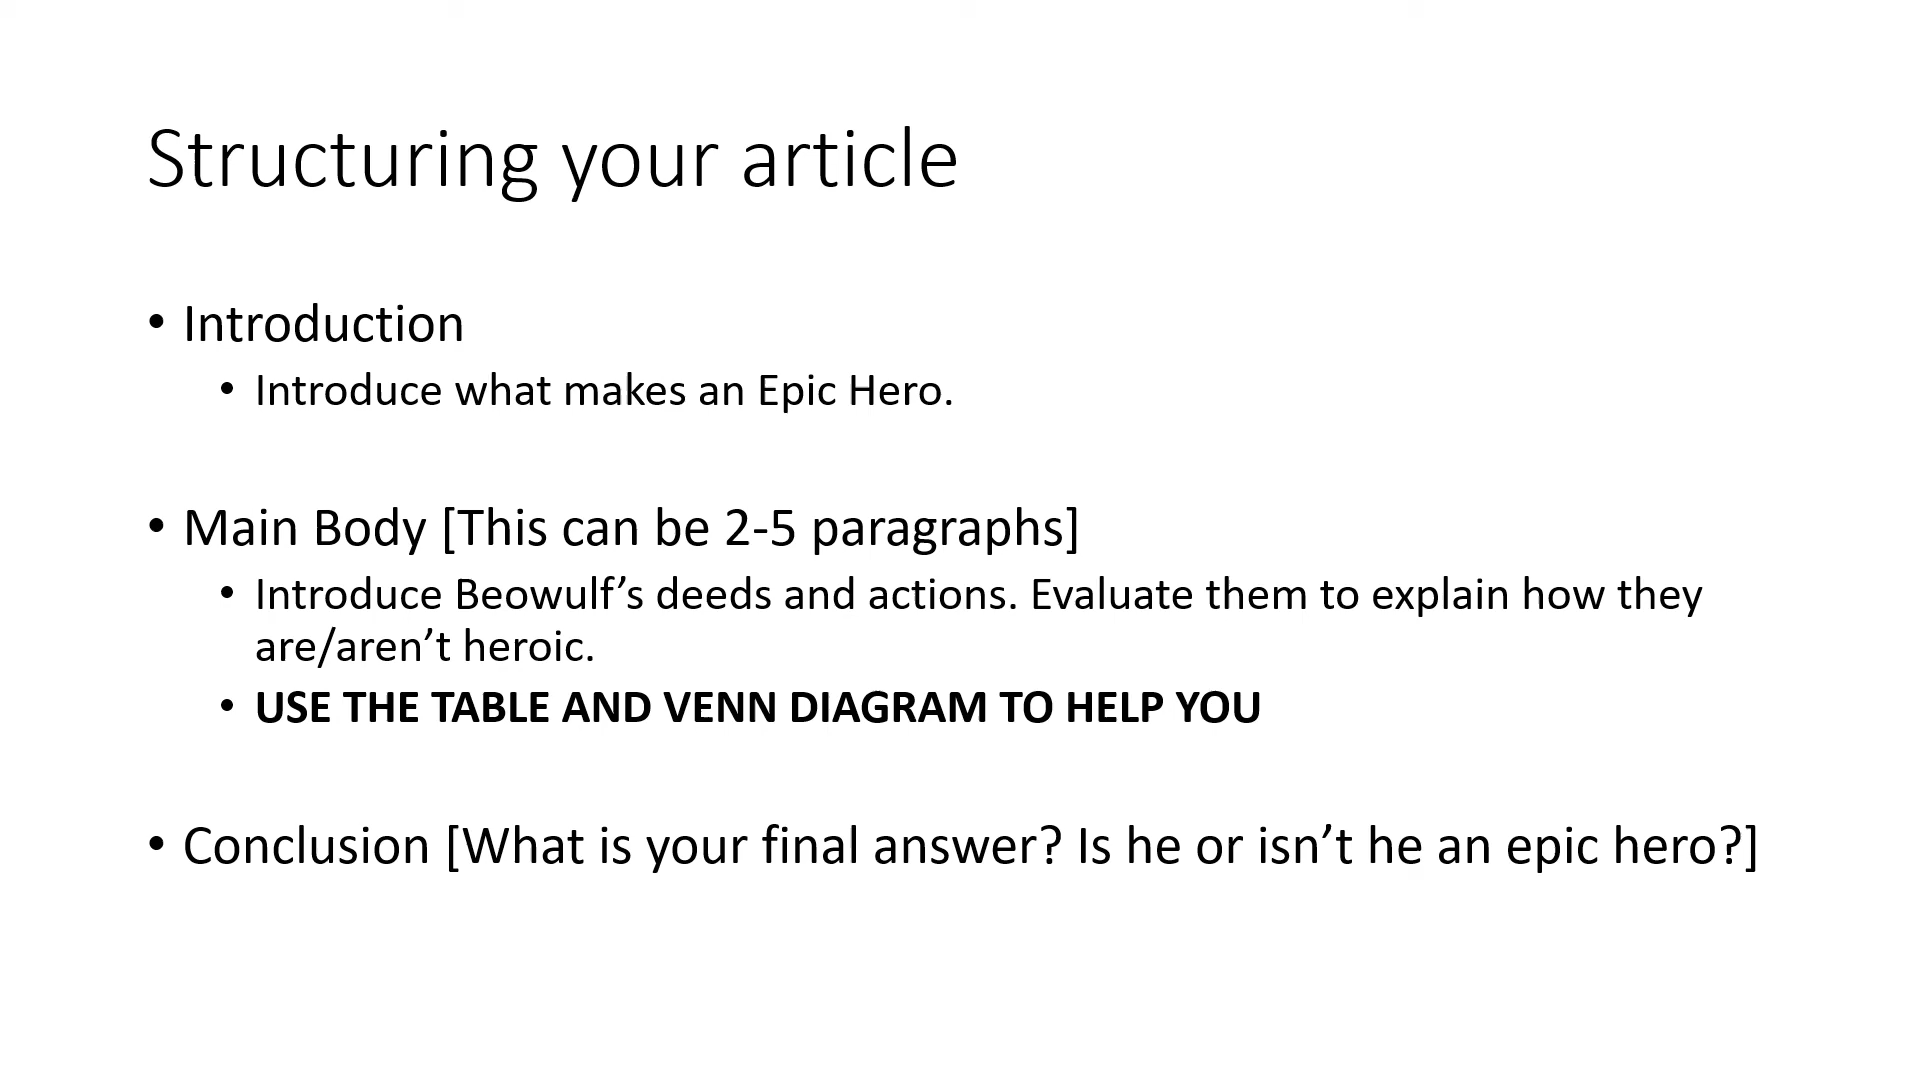 Structuring your article
• Introduction
• Introduce what makes an Epic Hero.
• Main Body [This can be 2-5 paragraphs]
• Introduce Beowulf’s deeds and actions. Evaluate them to explain how they
are/aren’t heroic.
• USE THE TABLE AND VENN DIAGRAM TO HELP YOU
• Conclusion [What is your final answer? Is he or isn’t he an epic hero?]